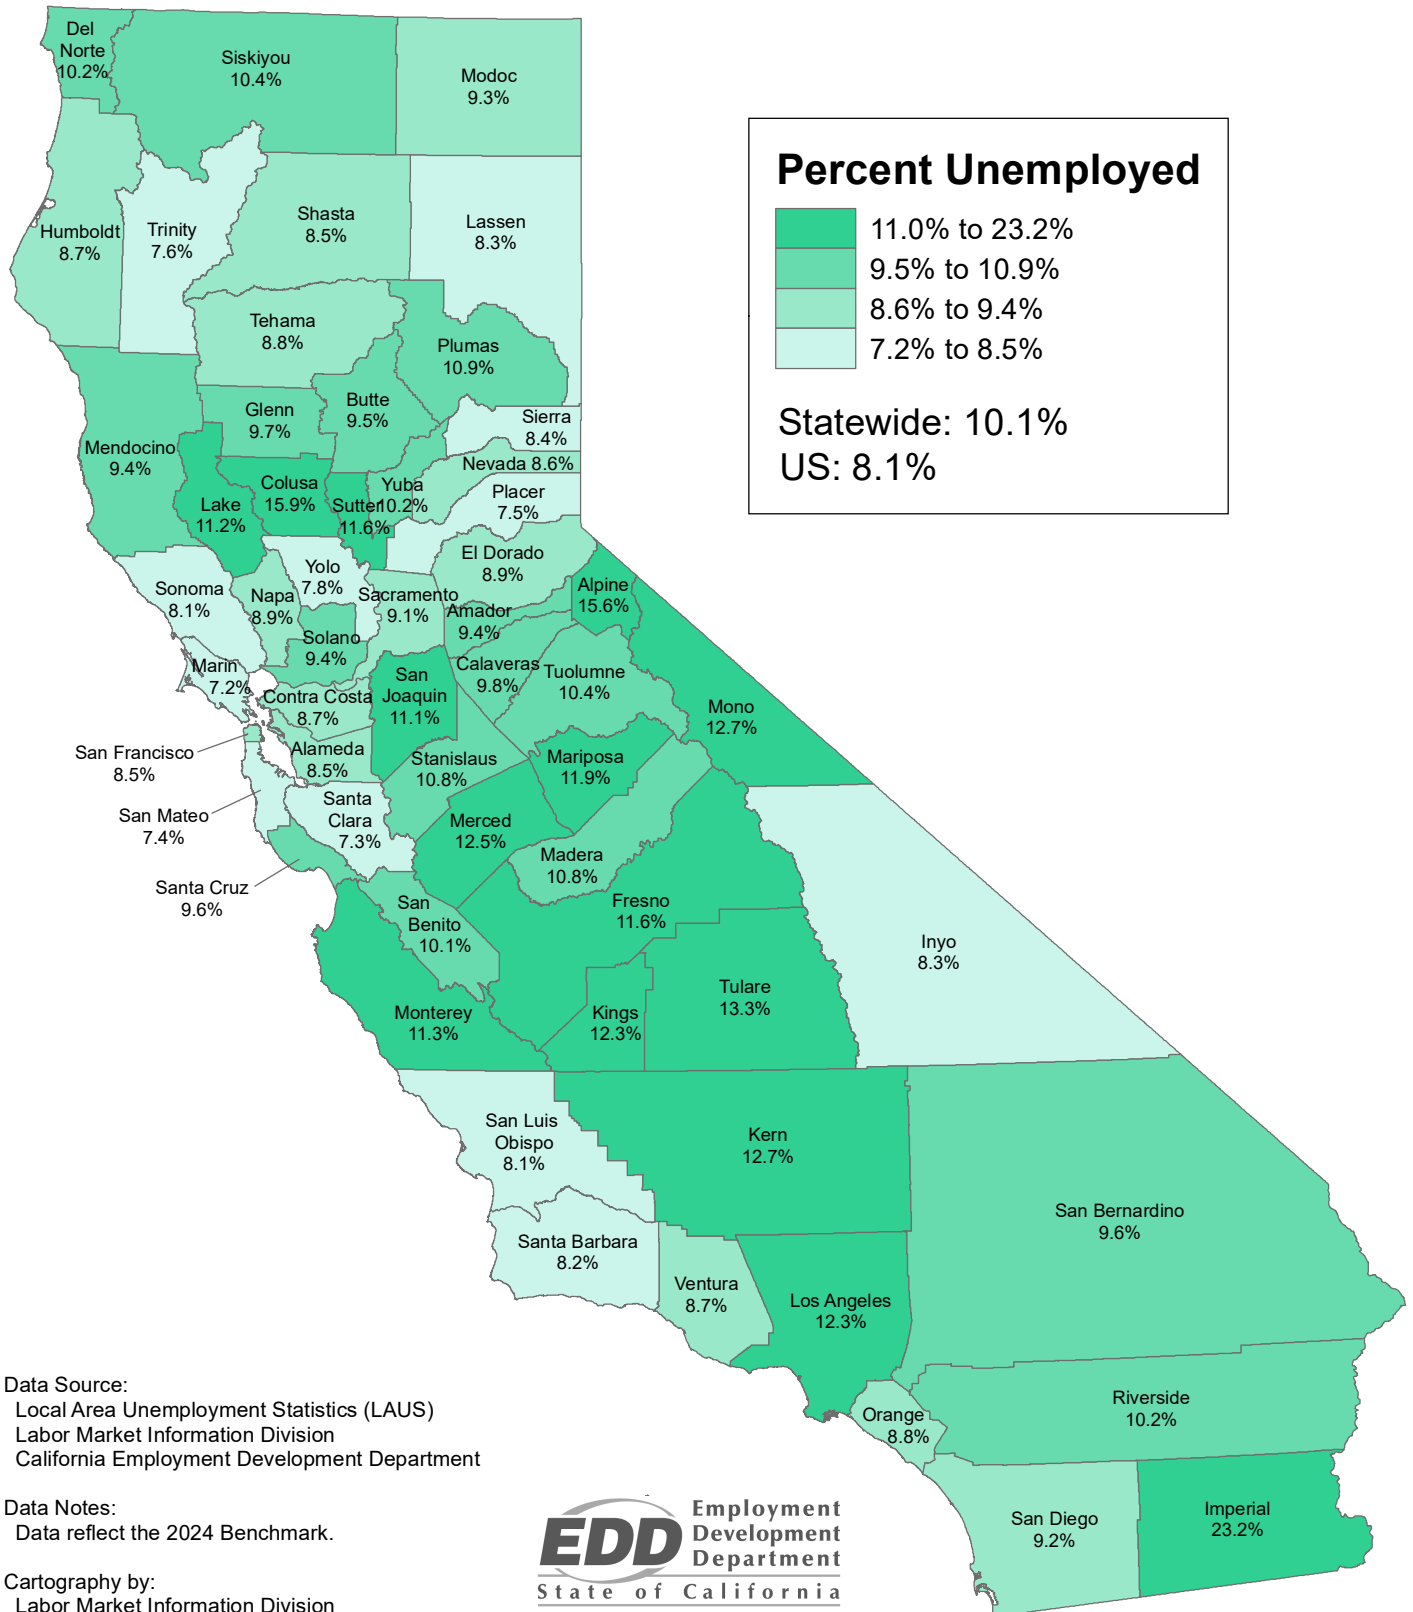 Del
Norte
10.2%
Siskiyou
10.4%
Modoc
9.3%
Percent Unemployed
11.0% to 23.2%
9.5% to 10.9%
8.6% to 9.4%
7.2% to 8.5%
Statewide: 10.1%
US: 8.1%
Humboldt
8.7%
Trinity
7.6%
Shasta
8.5%
Lassen
8.3%
Tehama
8.8%
Plumas
10.9%
Glenn
9.7%
Butte
9.5%
Sierra
8.4%
Mendocino
9.4%
Nevada 8.6%
Lake
11.2%
Colusa
15.9%
Sutter
11.6%
Yuba
10.2%
Placer
7.5%
El Dorado
8.9%
Yolo
7.8%
Sonoma
8.1%
Napa
8.9%
Sacramento
9.1%
Alpine
15.6%
Amador
9.4%
Solano
9.4%
Marin
7.2%
Calaveras
9.8%
Tuolumne
10.4%
San
Joaquin
11.1%
Contra Costa
8.7%
Mono
12.7%
San Francisco
8.5%
Alameda
8.5%
Stanislaus
10.8%
Mariposa
11.9%
San Mateo
7.4%
Santa
Clara
7.3%
Merced
12.5%
Madera
10.8%
Santa Cruz
9.6%
San
Benito
10.1%
Fresno
11.6%
Inyo
8.3%
Monterey
11.3%
Kings
12.3%
Tulare
13.3%
San Luis
Obispo
8.1%
Kern
12.7%
San Bernardino
9.6%
Santa Barbara
8.2%
Ventura
8.7%
Los Angeles
12.3%
Riverside
10.2%
Orange
8.8%
San Diego
9.2%
Imperial
23.2%
Data Source:
Local Area Unemployment Statistics (LAUS)
Labor Market Information Division
California Employment Development Department
Data Notes:
Data reflect the 2024 Benchmark.
Cartography by:
Labor Market Information Division
EDD
Employment
Development
Department
State of California